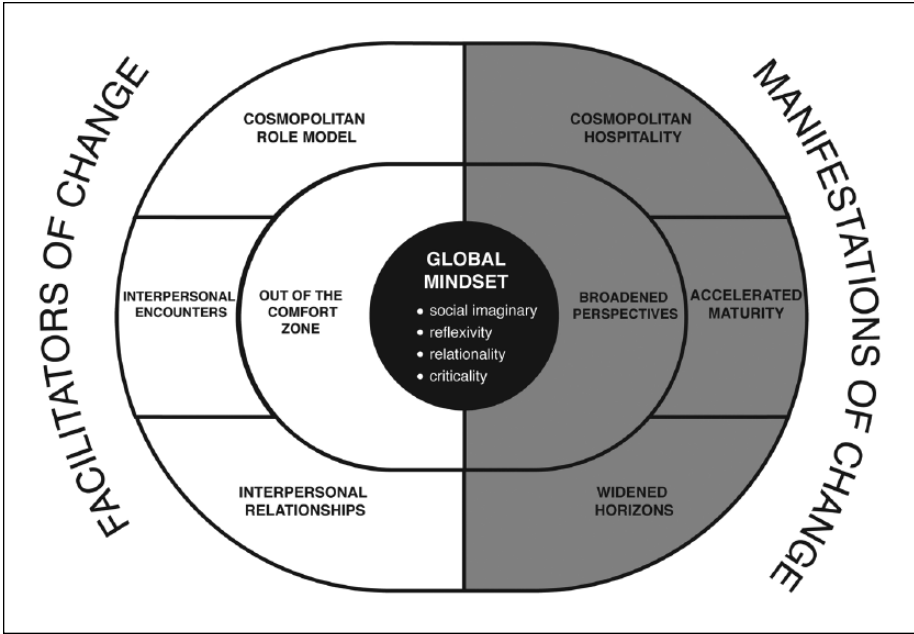 FACILITATORS OF CHANGE
MANIFESTATIONS OF CHANGE
COSMOPOLITAN
ROLE MODEL
COSMOPOLITAN
HOSPITALITY
INTERPERSONAL
ENCOUNTERS
OUT OF THE
COMFORT
ZONE
GLOBAL
MINDSET
• social imaginary
• reflexivity
• relationality
• criticality
BROADENED
PERSPECTIVES
ACCELERATED
MATURITY
INTERPERSONAL
RELATIONSHIPS
WIDENED
HORIZONS